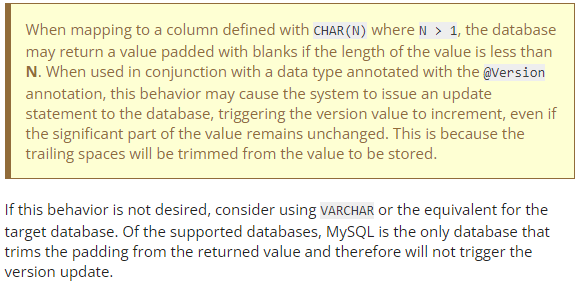 When mapping to a column defined with CHAR(N) where N > 1, the database
may return a value padded with blanks if the length of the value is less than
N. When used in conjunction with a data type annotated with the @Version
annotation, this behavior may cause the system to issue an update
statement to the database, triggering the version value to increment, even if
the significant part of the value remains unchanged. This is because the
trailing spaces will be trimmed from the value to be stored.
If this behavior is not desired, consider using VARCHAR or the equivalent for the
target database. Of the supported databases, MySQL is the only database that
trims the padding from the returned value and therefore will not trigger the
version update.